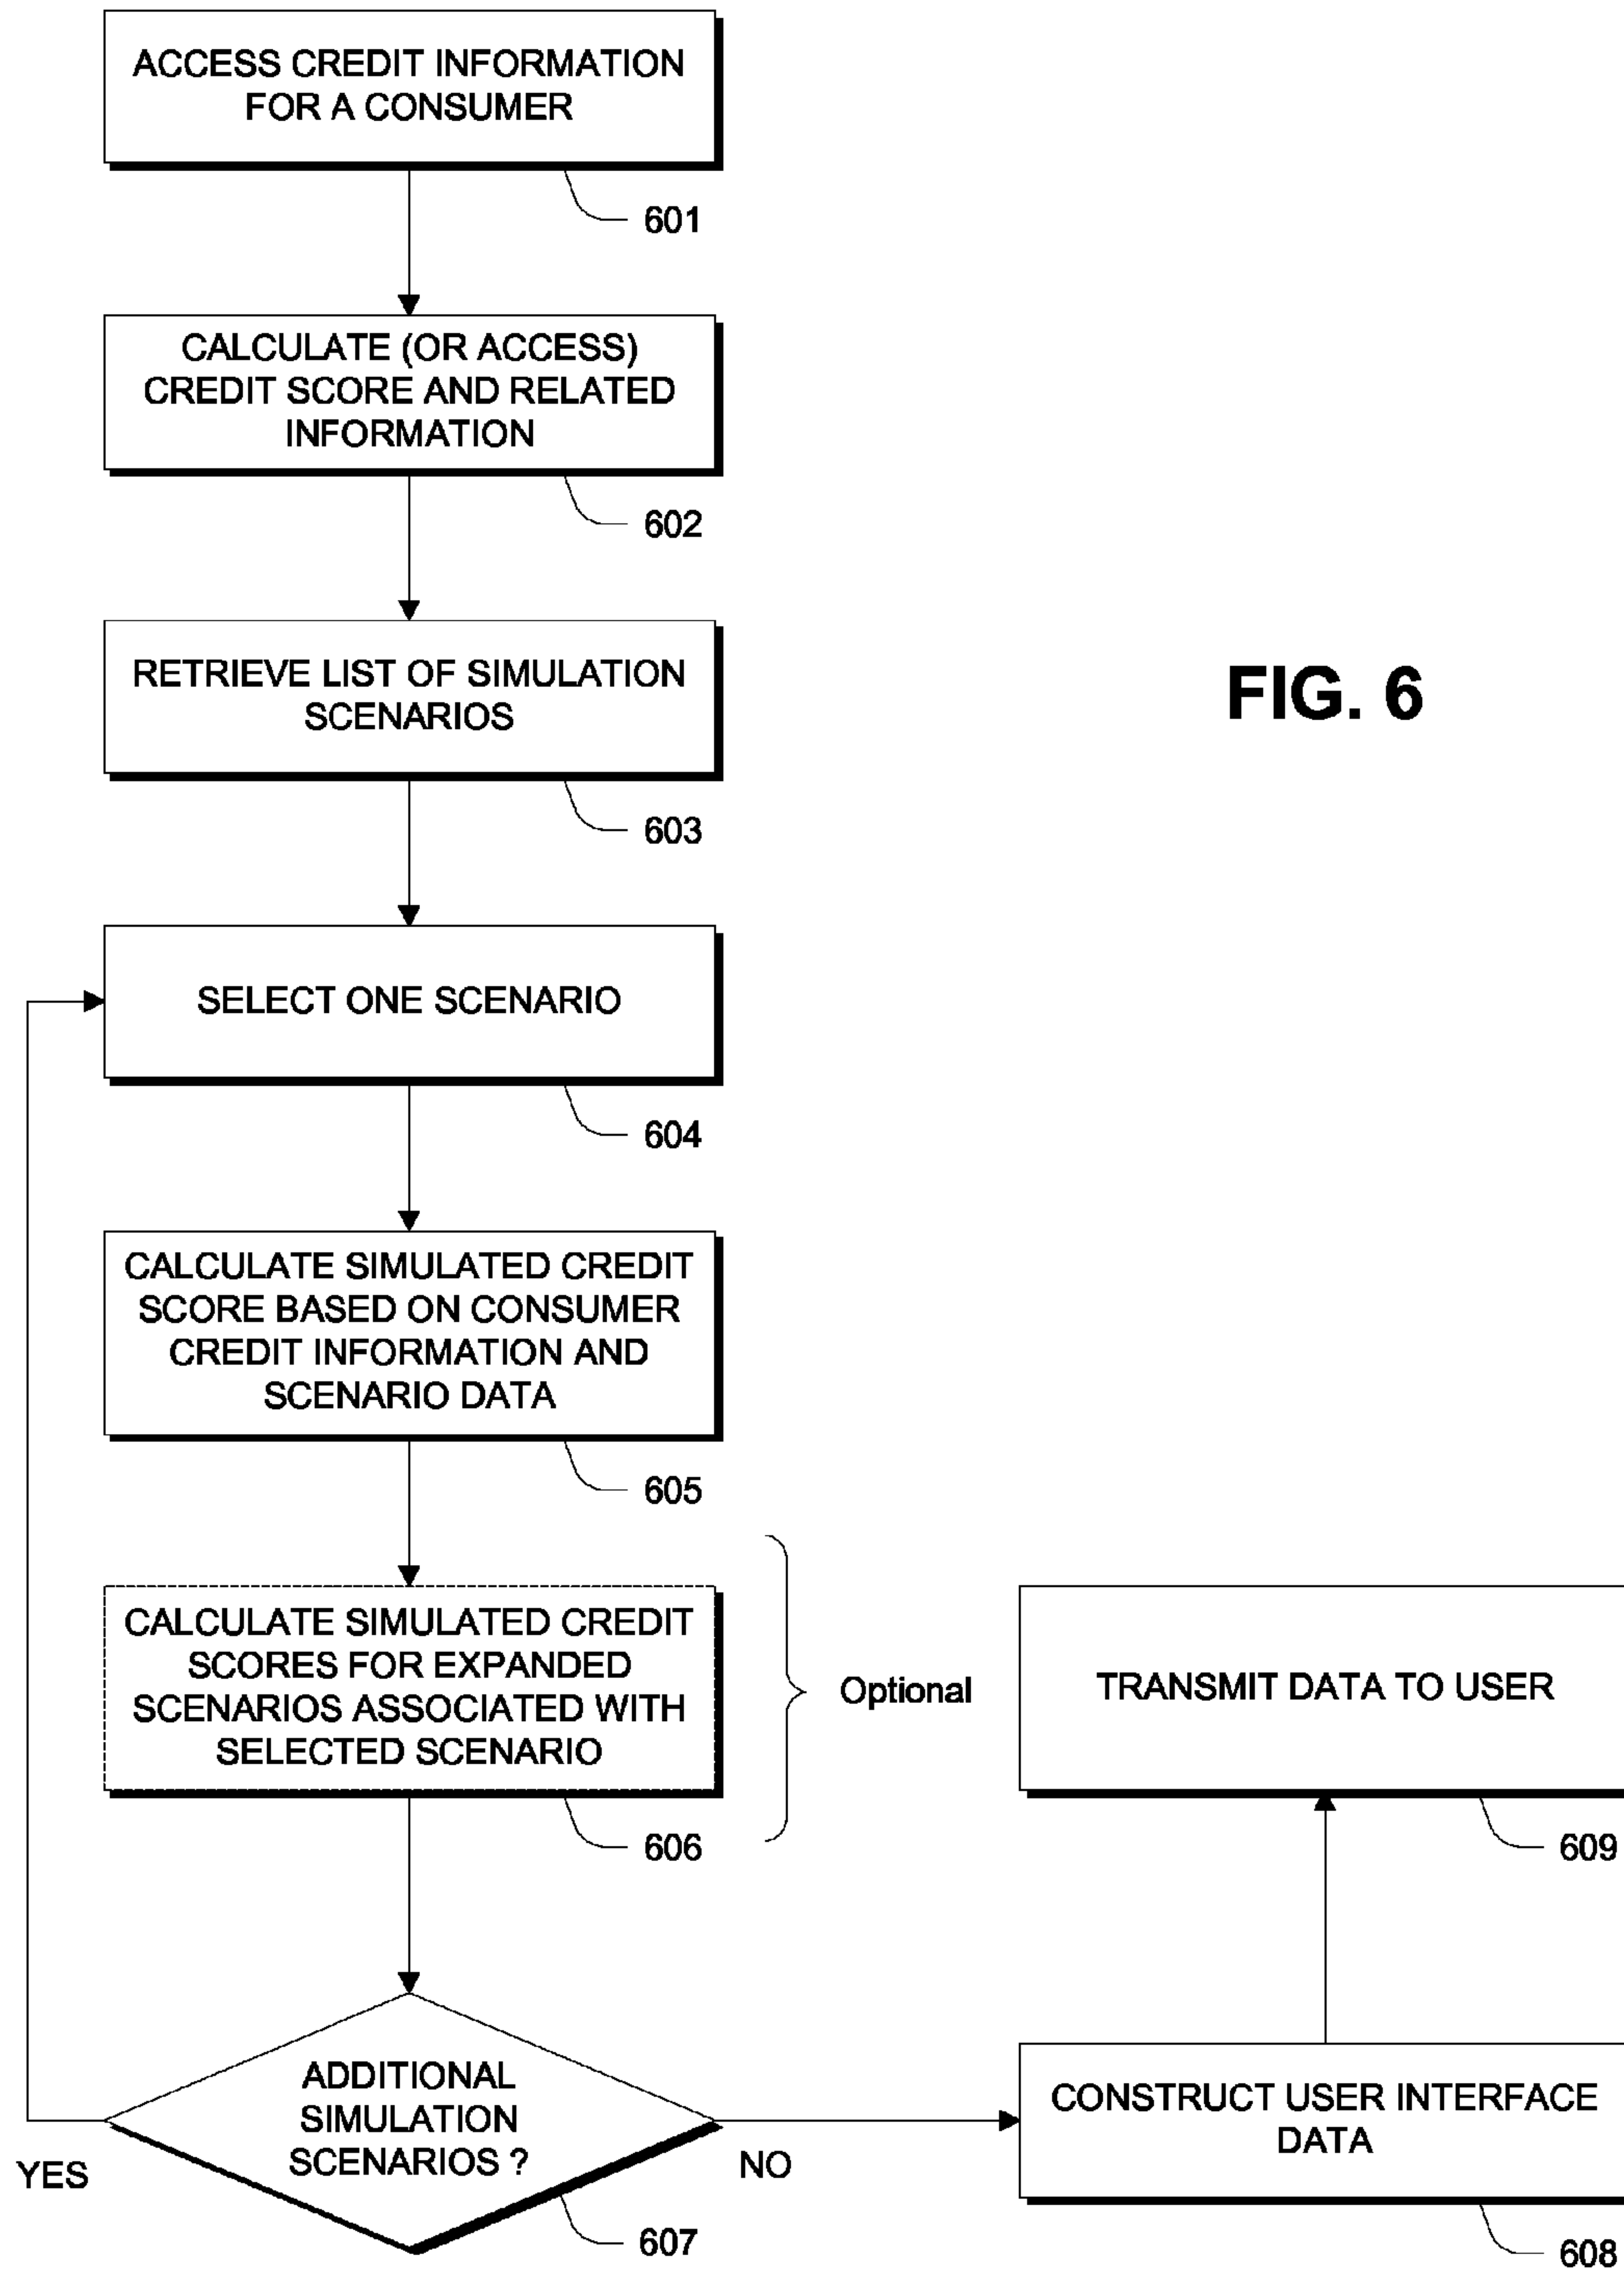 ACCESS CREDIT INFORMATION
FOR A CONSUMER
601
CALCULATE (OR ACCESS)
CREDIT SCORE AND RELATED
INFORMATION
602
RETRIEVE LIST OF SIMULATION
SCENARIOS
603
FIG. 6
SELECT ONE SCENARIO
604
CALCULATE SIMULATED CREDIT
SCORE BASED ON CONSUMER
CREDIT INFORMATION AND
SCENARIO DATA
605
CALCULATE SIMULATED CREDIT
SCORES FOR EXPANDED
SCENARIOS ASSOCIATED WITH
SELECTED SCENARIO
606
Optional
ADDITIONAL
SIMULATION
SCENARIOS ?
607
YES
NO
CONSTRUCT USER INTERFACE
DATA
608
TRANSMIT DATA TO USER
609